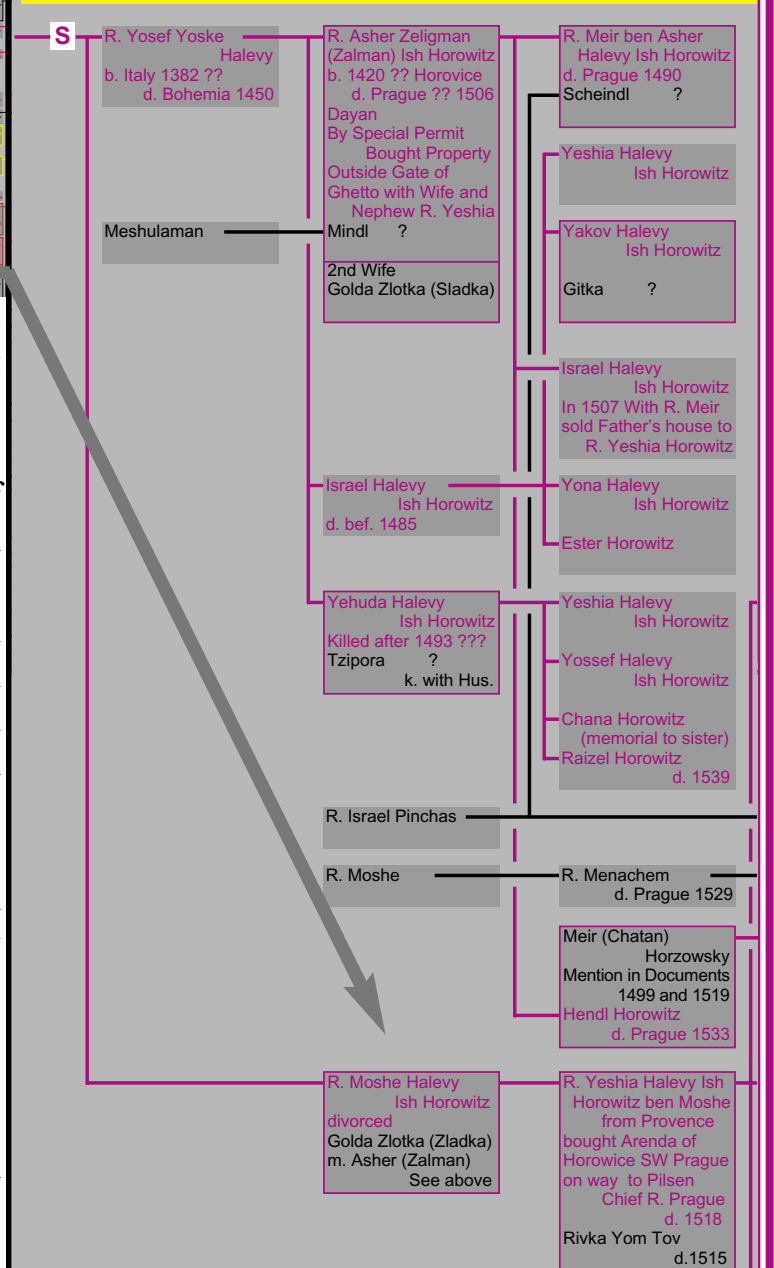 S
R. Yosef Yoske
Halevy
b. Italy 1382 ??
d. Bohemia 1450
Meshulaman
R. Asher Zeligman
(Zalman) Ish Horowitz
b. 1420 ?? Horovice
d. Prague ?? 1506
Dayan
By Special Permit
Bought Property
Outside Gate of
Ghetto with Wife and
Nephew R. Yeshia
Mindl ?
2nd Wife
Golda Zlotka (Sladka)
Israel Halevy
Ish Horowitz
d. bef. 1485
Yehuda Halevy
Ish Horowitz
Killed after 1493 ???
Tzipora ?
k. with Hus.
R. Israel Pinchas
R. Moshe
R. Moshe Halevy
Ish Horowitz
divorced
Golda Zlotka (Zladka)
m. Asher (Zalman)
See above
R. Meir ben Asher
Halevy Ish Horowitz
d. Prague 1490
Scheindl ?
Yeshia Halevy
Ish Horowitz
Yakov Halevy
Ish Horowitz
Gitka ?
Israel Halevy
Ish Horowitz
In 1507 With R. Meir
sold Father's house to
R. Yeshia Horowitz
Yona Halevy
Ish Horowitz
Ester Horowitz
Yeshia Halevy
Ish Horowitz
Yossef Halevy
Ish Horowitz
Chana Horowitz
(memorial to sister)
Raizel Horowitz
d. 1539
R. Menachem
d. Prague 1529
Meir (Chatan)
Horzowsky
Mention in Documents
1499 and 1519
Hendl Horowitz
d. Prague 1533
R. Yeshia Halevy Ish
Horowitz ben Moshe
from Provence
bought Arenda of
Horowice SW Prague
on way to Pilsen
Chief R. Prague
d. 1518
Rivka Yom Tov
d.1515